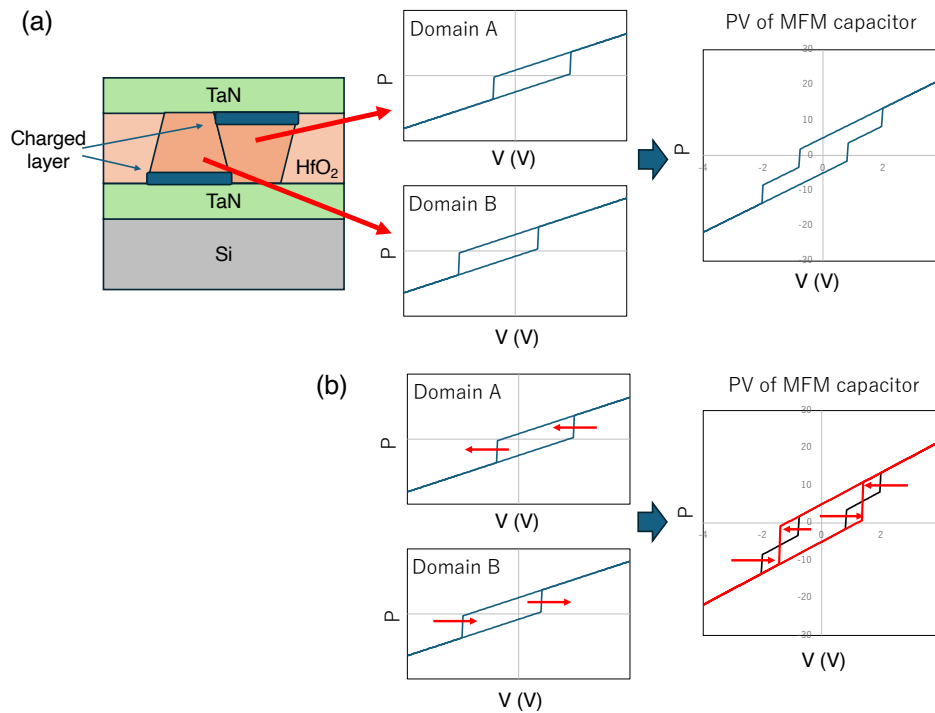 (a)
TaN
Charged
layer
HfO₂
TaN
Si
Domain A
P
V (V)
Domain B
P
V (V)
PV of MFM capacitor
P
30
20
10
0
-4
-2
0
2
-10
-20
30
V (V)
(b)
Domain A
P
V (V)
Domain B
P
V (V)
PV of MFM capacitor
P
30
20
10
0
-4
-2
0
2
-10
-20
30
V (V)